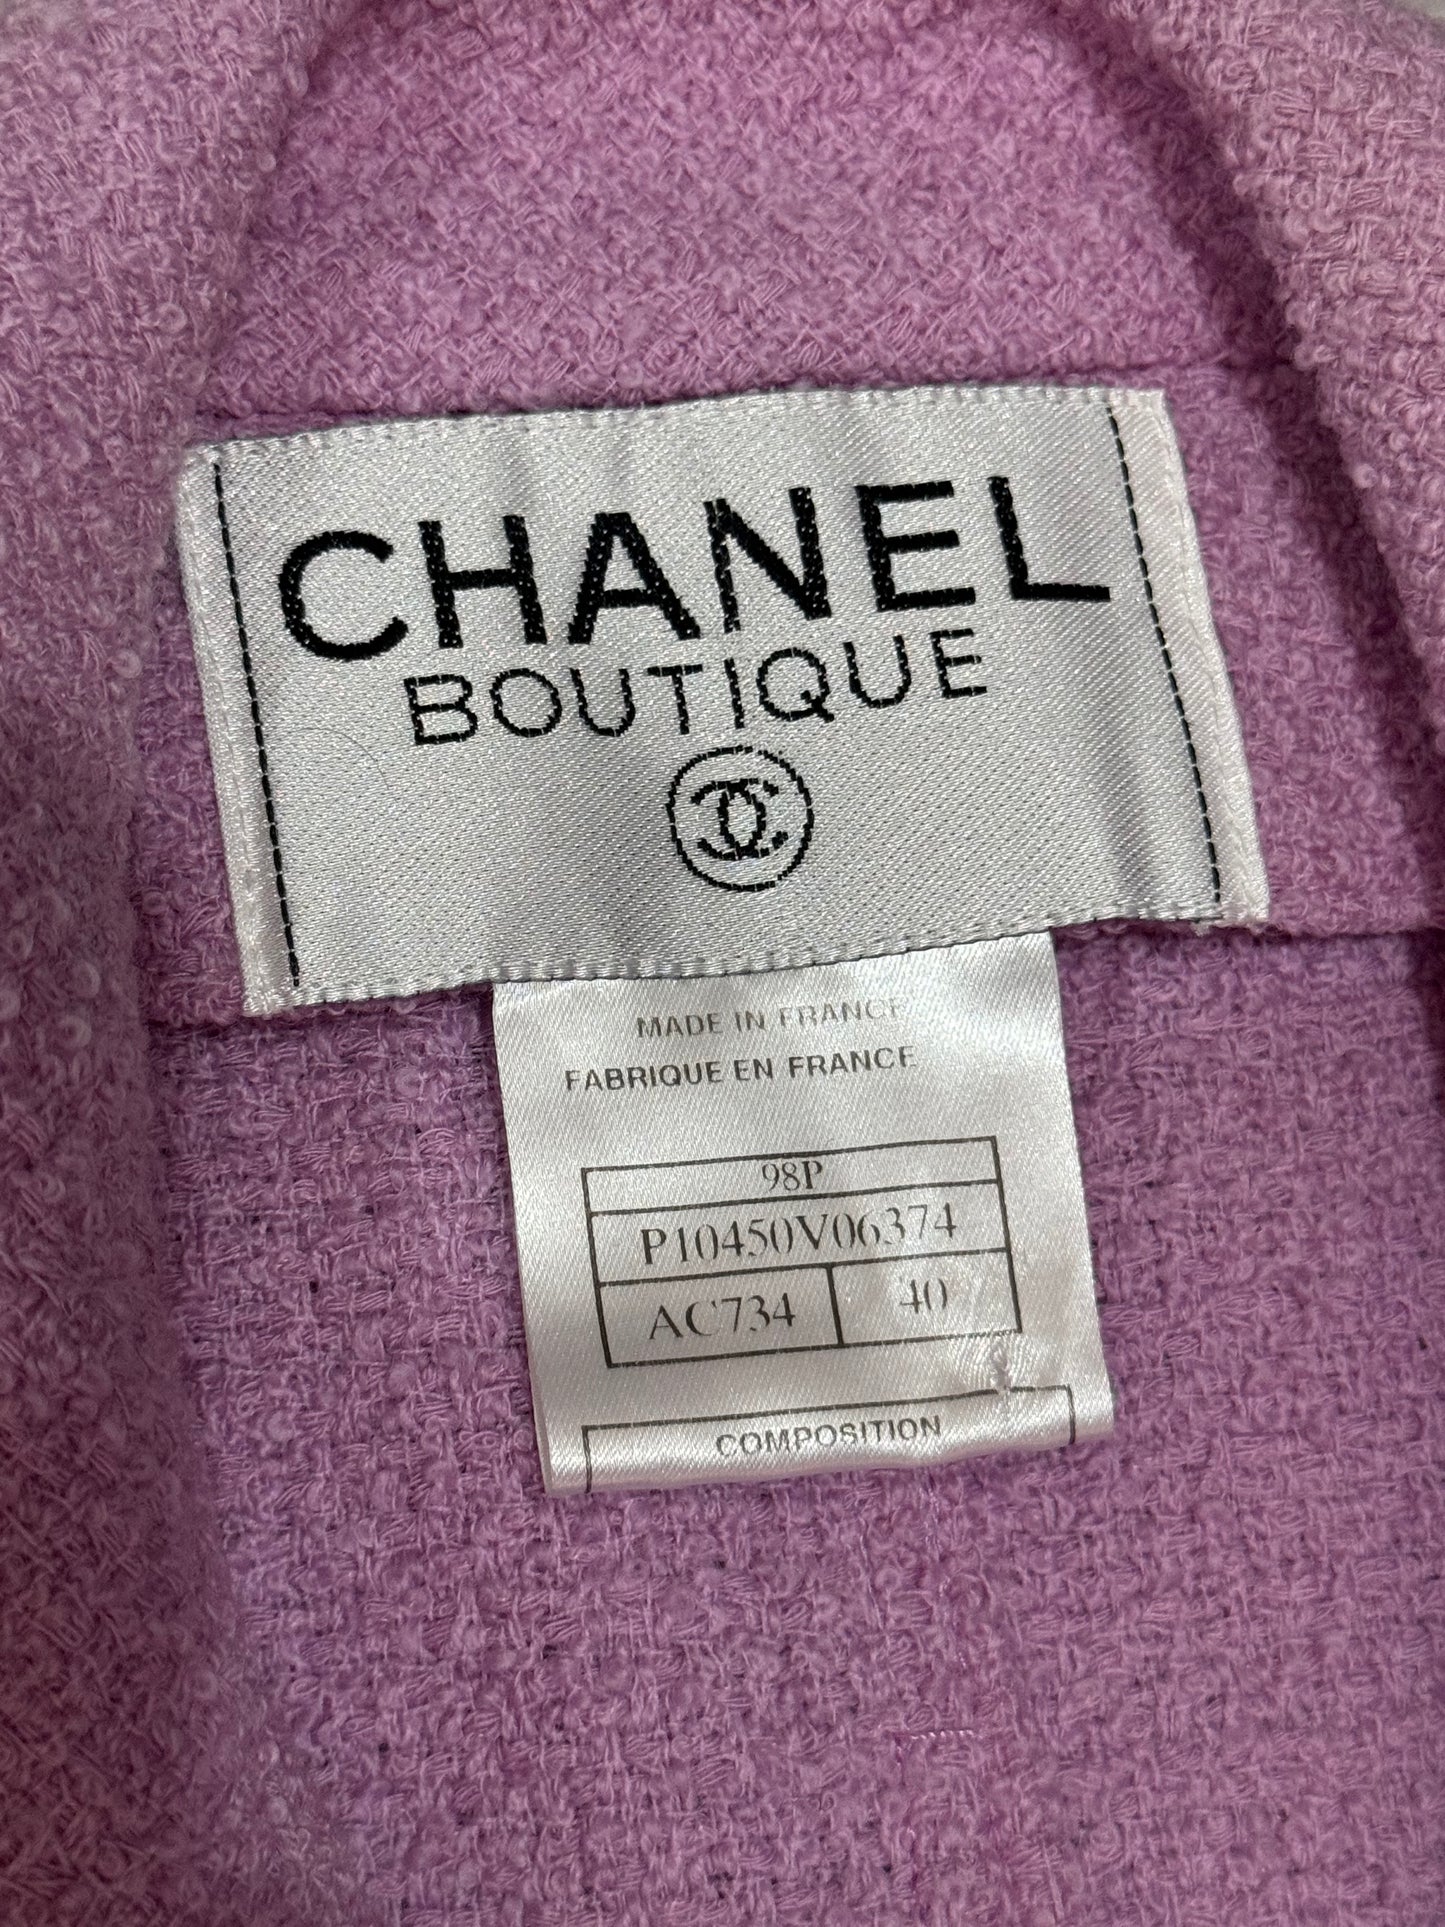 CHANEL
BOUTIQUE
MADE IN FRANCE
FABRIQUE EN FRANCE
98P
P10450V06374
AC734 40
COMPOSITION